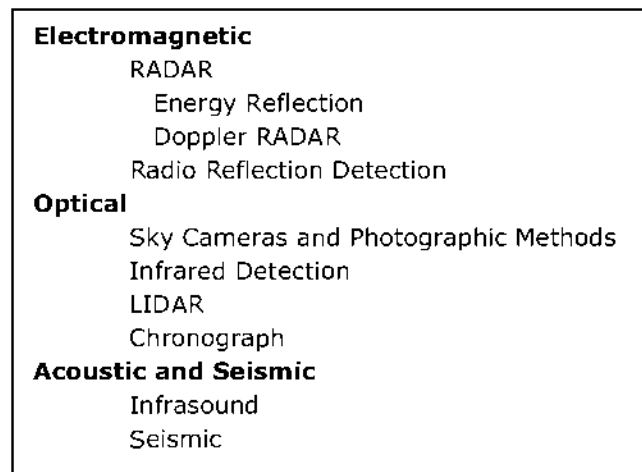 Electromagnetic
RADAR
Energy Reflection
Doppler RADAR
Radio Reflection Detection
Optical
Sky Cameras and Photographic Methods
Infrared Detection
LIDAR
Chronograph
Acoustic and Seismic
Infrasound
Seismic